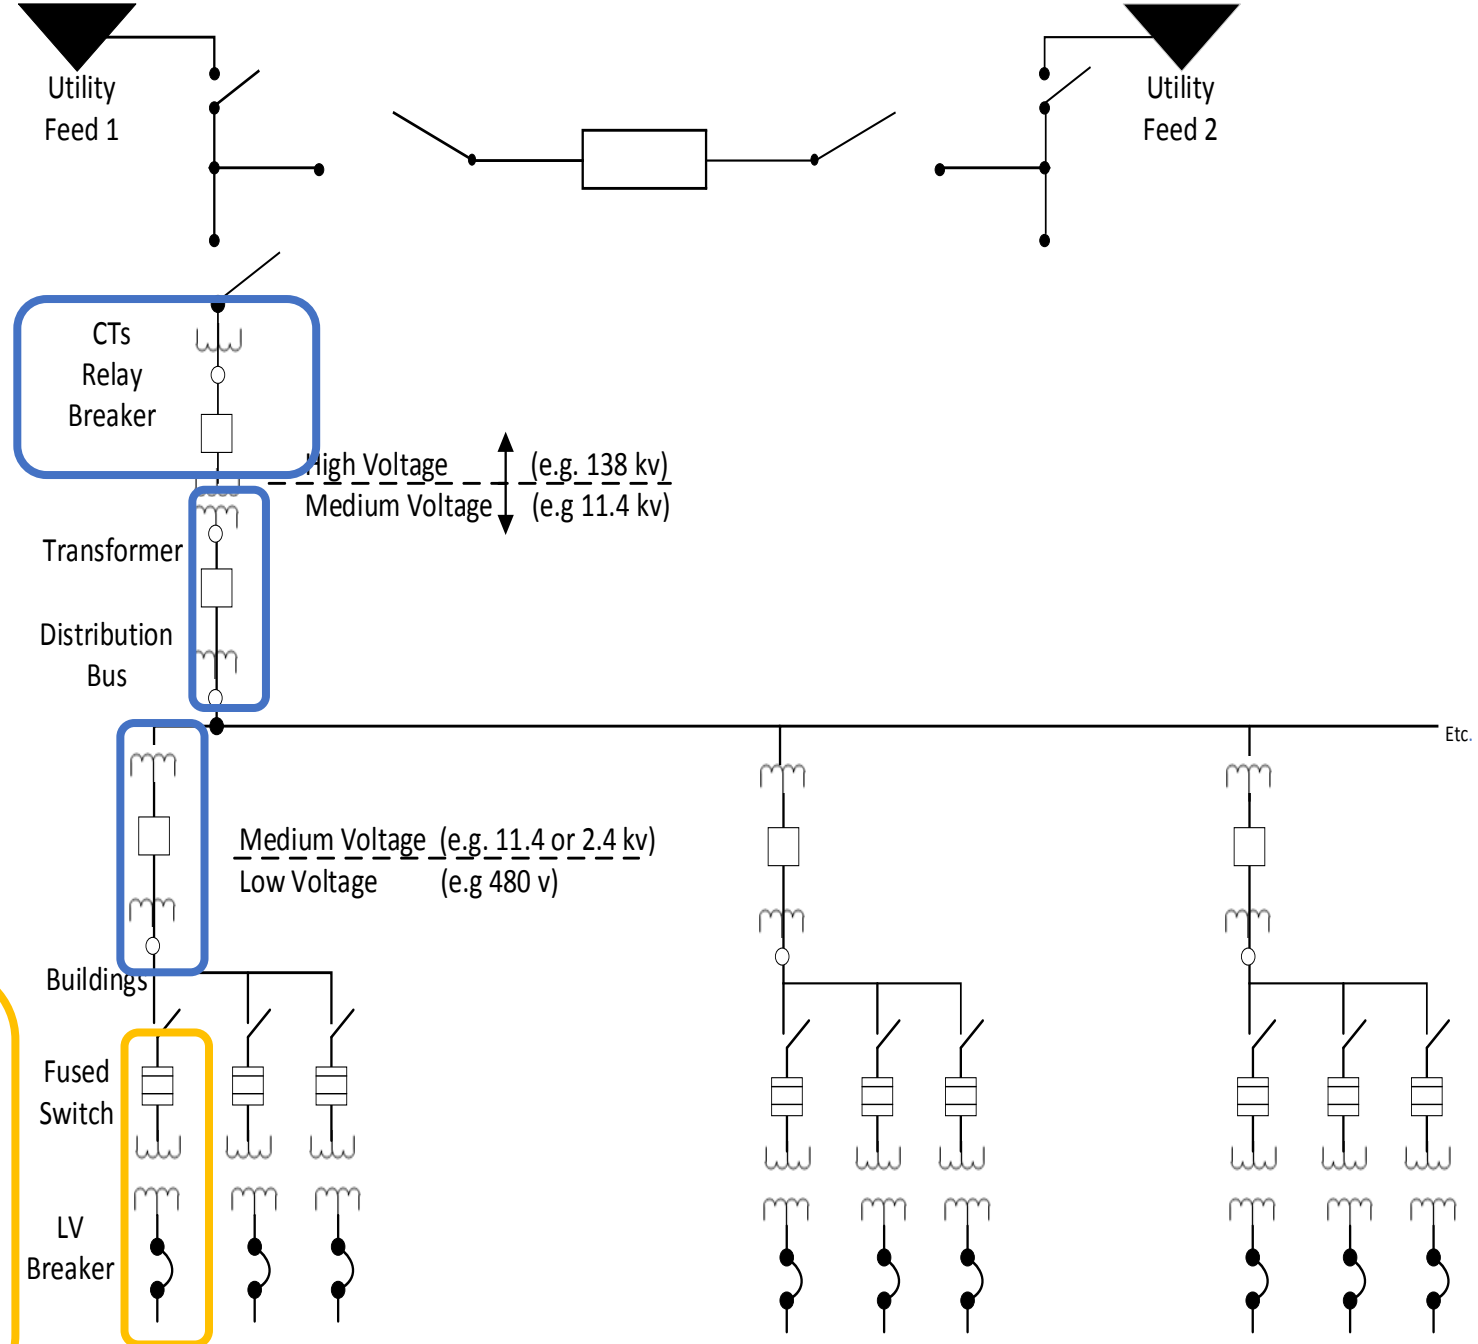 Utility
Feed 1
Utility
Feed 2
CTs
Relay
Breaker
High Voltage (e.g. 138 kv)
Medium Voltage (e.g 11.4 kv)
Transformer
Distribution
Bus
Etc.
Medium Voltage (e.g. 11.4 or 2.4 kv)
Low Voltage (e.g 480 v)
Buildings
Fused
Switch
LV
Breaker